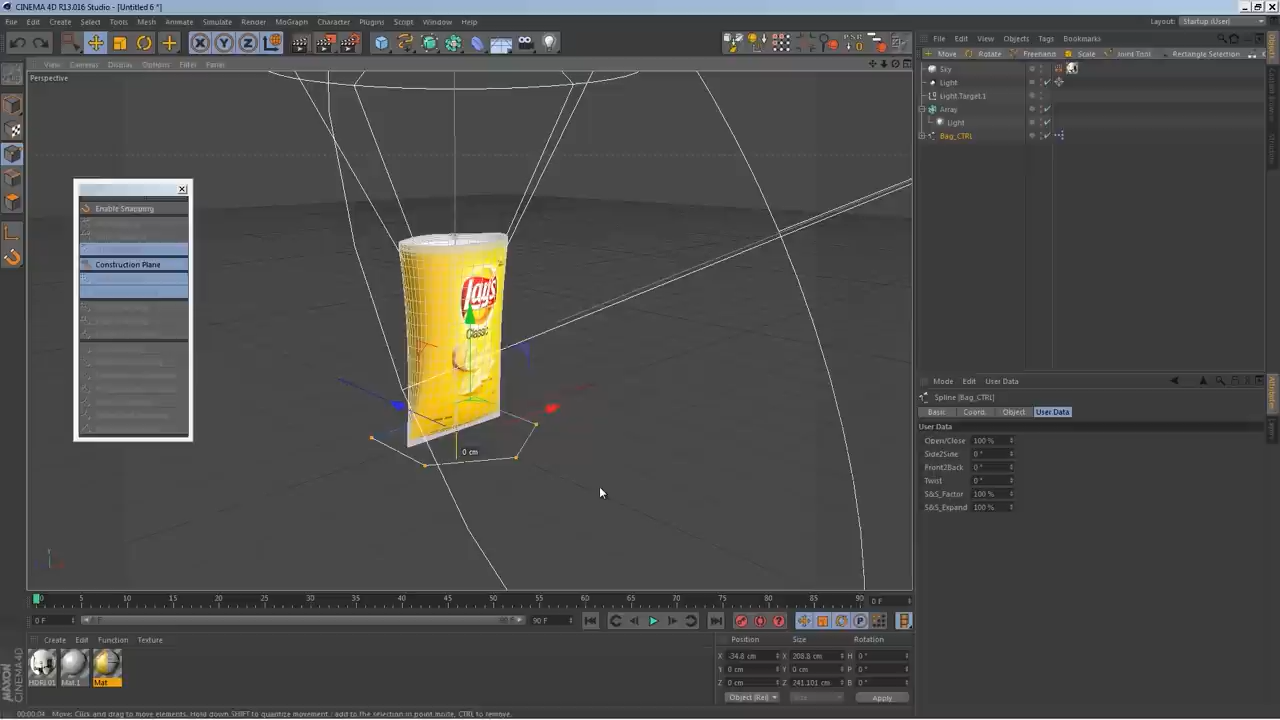 CINEMA 4D R13.016 Studio - [Untitled 6 *]
File Edit Create Select Tools Mesh Animate Simulate Render MoGraph Character Plugins Script Window Help
Layout: Startup (User)
File Edit View Objects Tags Bookmarks
Move Rotate Freehand Scale Joint Tool Rectangle Selection
View Cameras Display Options Filter Panel
Perspective
Sky
Light
Light.Target.1
Array
Light
Bag_CTRL
Enable Snapping
Construction Plane
Lay's
Classic
0 cm
Mode Edit User Data
Spline [Bag_CTRL]
Basic Coord. Object User Data
User Data
Open/Close 100 %
Side2Side 0 °
Front2Back 0 °
Twist 0 °
S&S_Factor 100 %
S&S_Expand 100 %
Objects
Attributes
0 5 10 15 20 25 30 35 40 45 50 55 60 65 70 75 80 85 90 0 F
0 F 90 F
Create Edit Function Texture
HDRI 01 Mat.1 Mat
Position Size Rotation
X -34.8 cm X 208.8 cm H 0 °
Y 0 cm Y 0 cm P 0 °
Z 0 cm Z 241.101 cm B 0 °
Object (Rel) Size Apply
MAXON CINEMA 4D
00:00:04 Move: Click and drag to move elements. Hold down SHIFT to quantize movement / add to the selection in point mode, CTRL to remove.